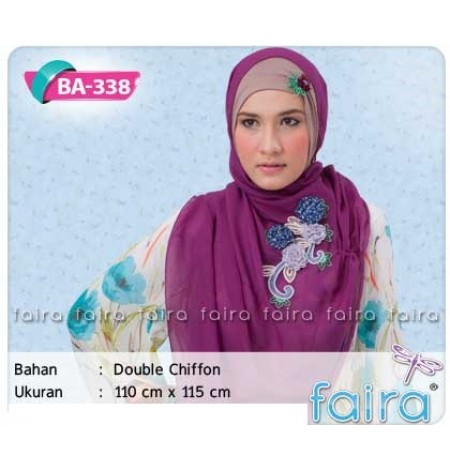 BA-338
faira faira faira faira faira faira faira
Bahan : Double Chiffon
Ukuran : 110 cm x 115 cm
faira ®